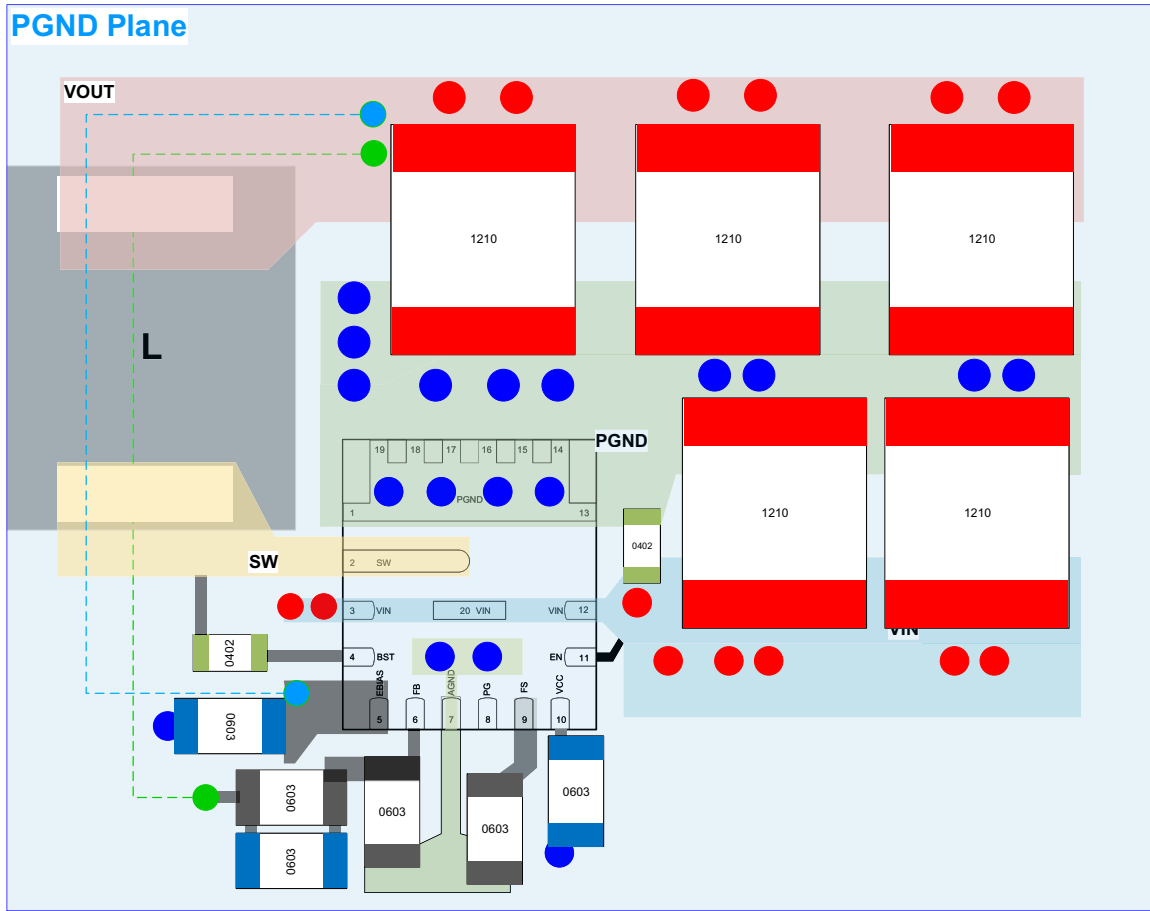 PGND Plane
VOUT
1210
1210
1210
L
PGND
19 18 17 16 15 14
PGND
1 13
1210
1210
0402
SW
2 SW
3 VIN
20 VIN
VIN 12
VIN
0402
4 BST
EN 11
EBIAS
FB
AGND
PG
FS
VCC
5 6 7 8 9 10
0603
0603
0603
0603
0603
0603